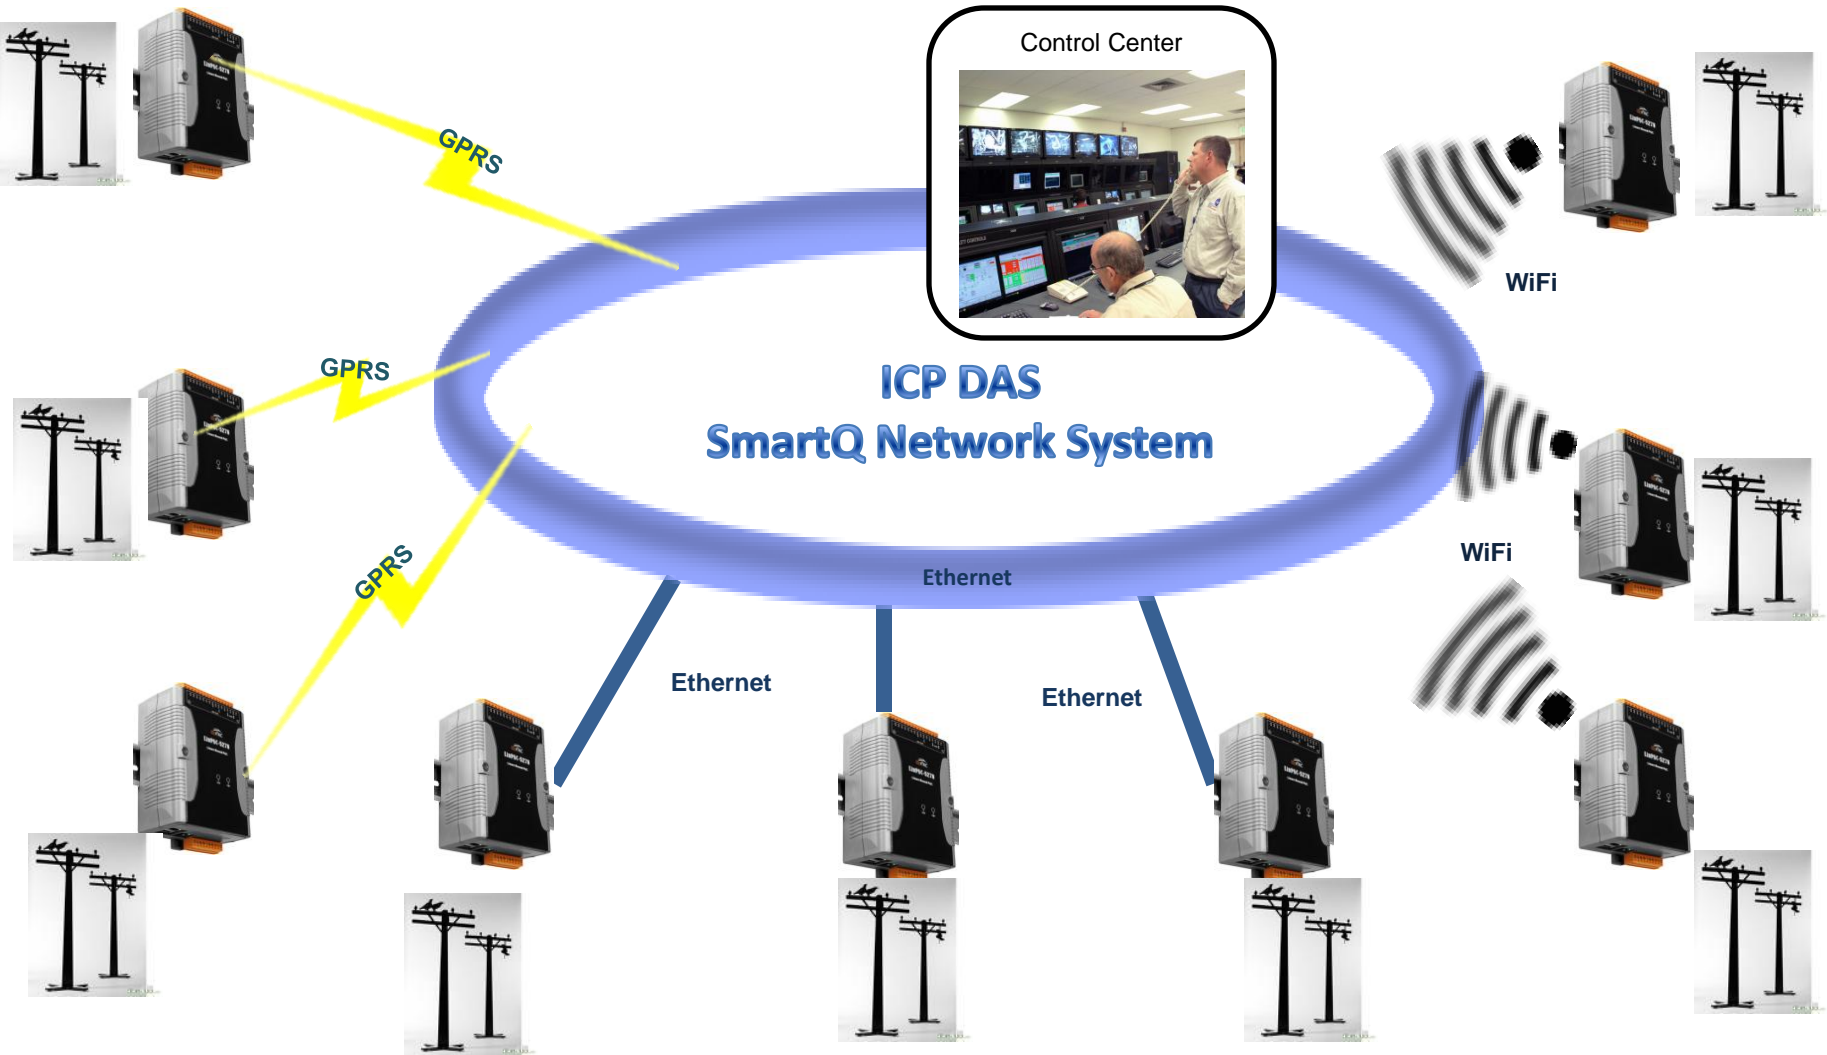 Control Center
GPRS
WiFi
GPRS
ICP DAS
SmartQ Network System
WiFi
GPRS
Ethernet
Ethernet
Ethernet